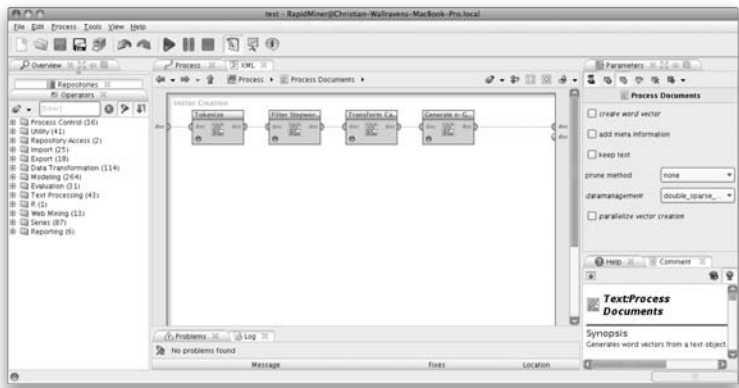 test - RapidMiner@Christian-Wallravens-MacBook-Pro.local
File Edit Process Tools View Help
Overview
Repositories
Operators
[Filter]
Process Control (36)
Utility (41)
Repository Access (2)
Import (25)
Export (18)
Data Transformation (114)
Modeling (264)
Evaluation (31)
Text Processing (43)
R (1)
Web Mining (13)
Series (87)
Reporting (6)
Process
XML
Process
Process Documents
Vector Creation
Tokenize
Filter Stopwor...
Transform Ca...
Generate n-G...
doc
doc doc
doc doc
doc doc
doc doc
doc
doc
Problems
Log
No problems found
Message Fixes Location
Parameters
Process Documents
create word vector
add meta information
keep text
prune method none
datamanagement double_sparse_...
parallelize vector creation
Help
Comment
Text:Process
Documents
Synopsis
Generates word vectors from a text object.